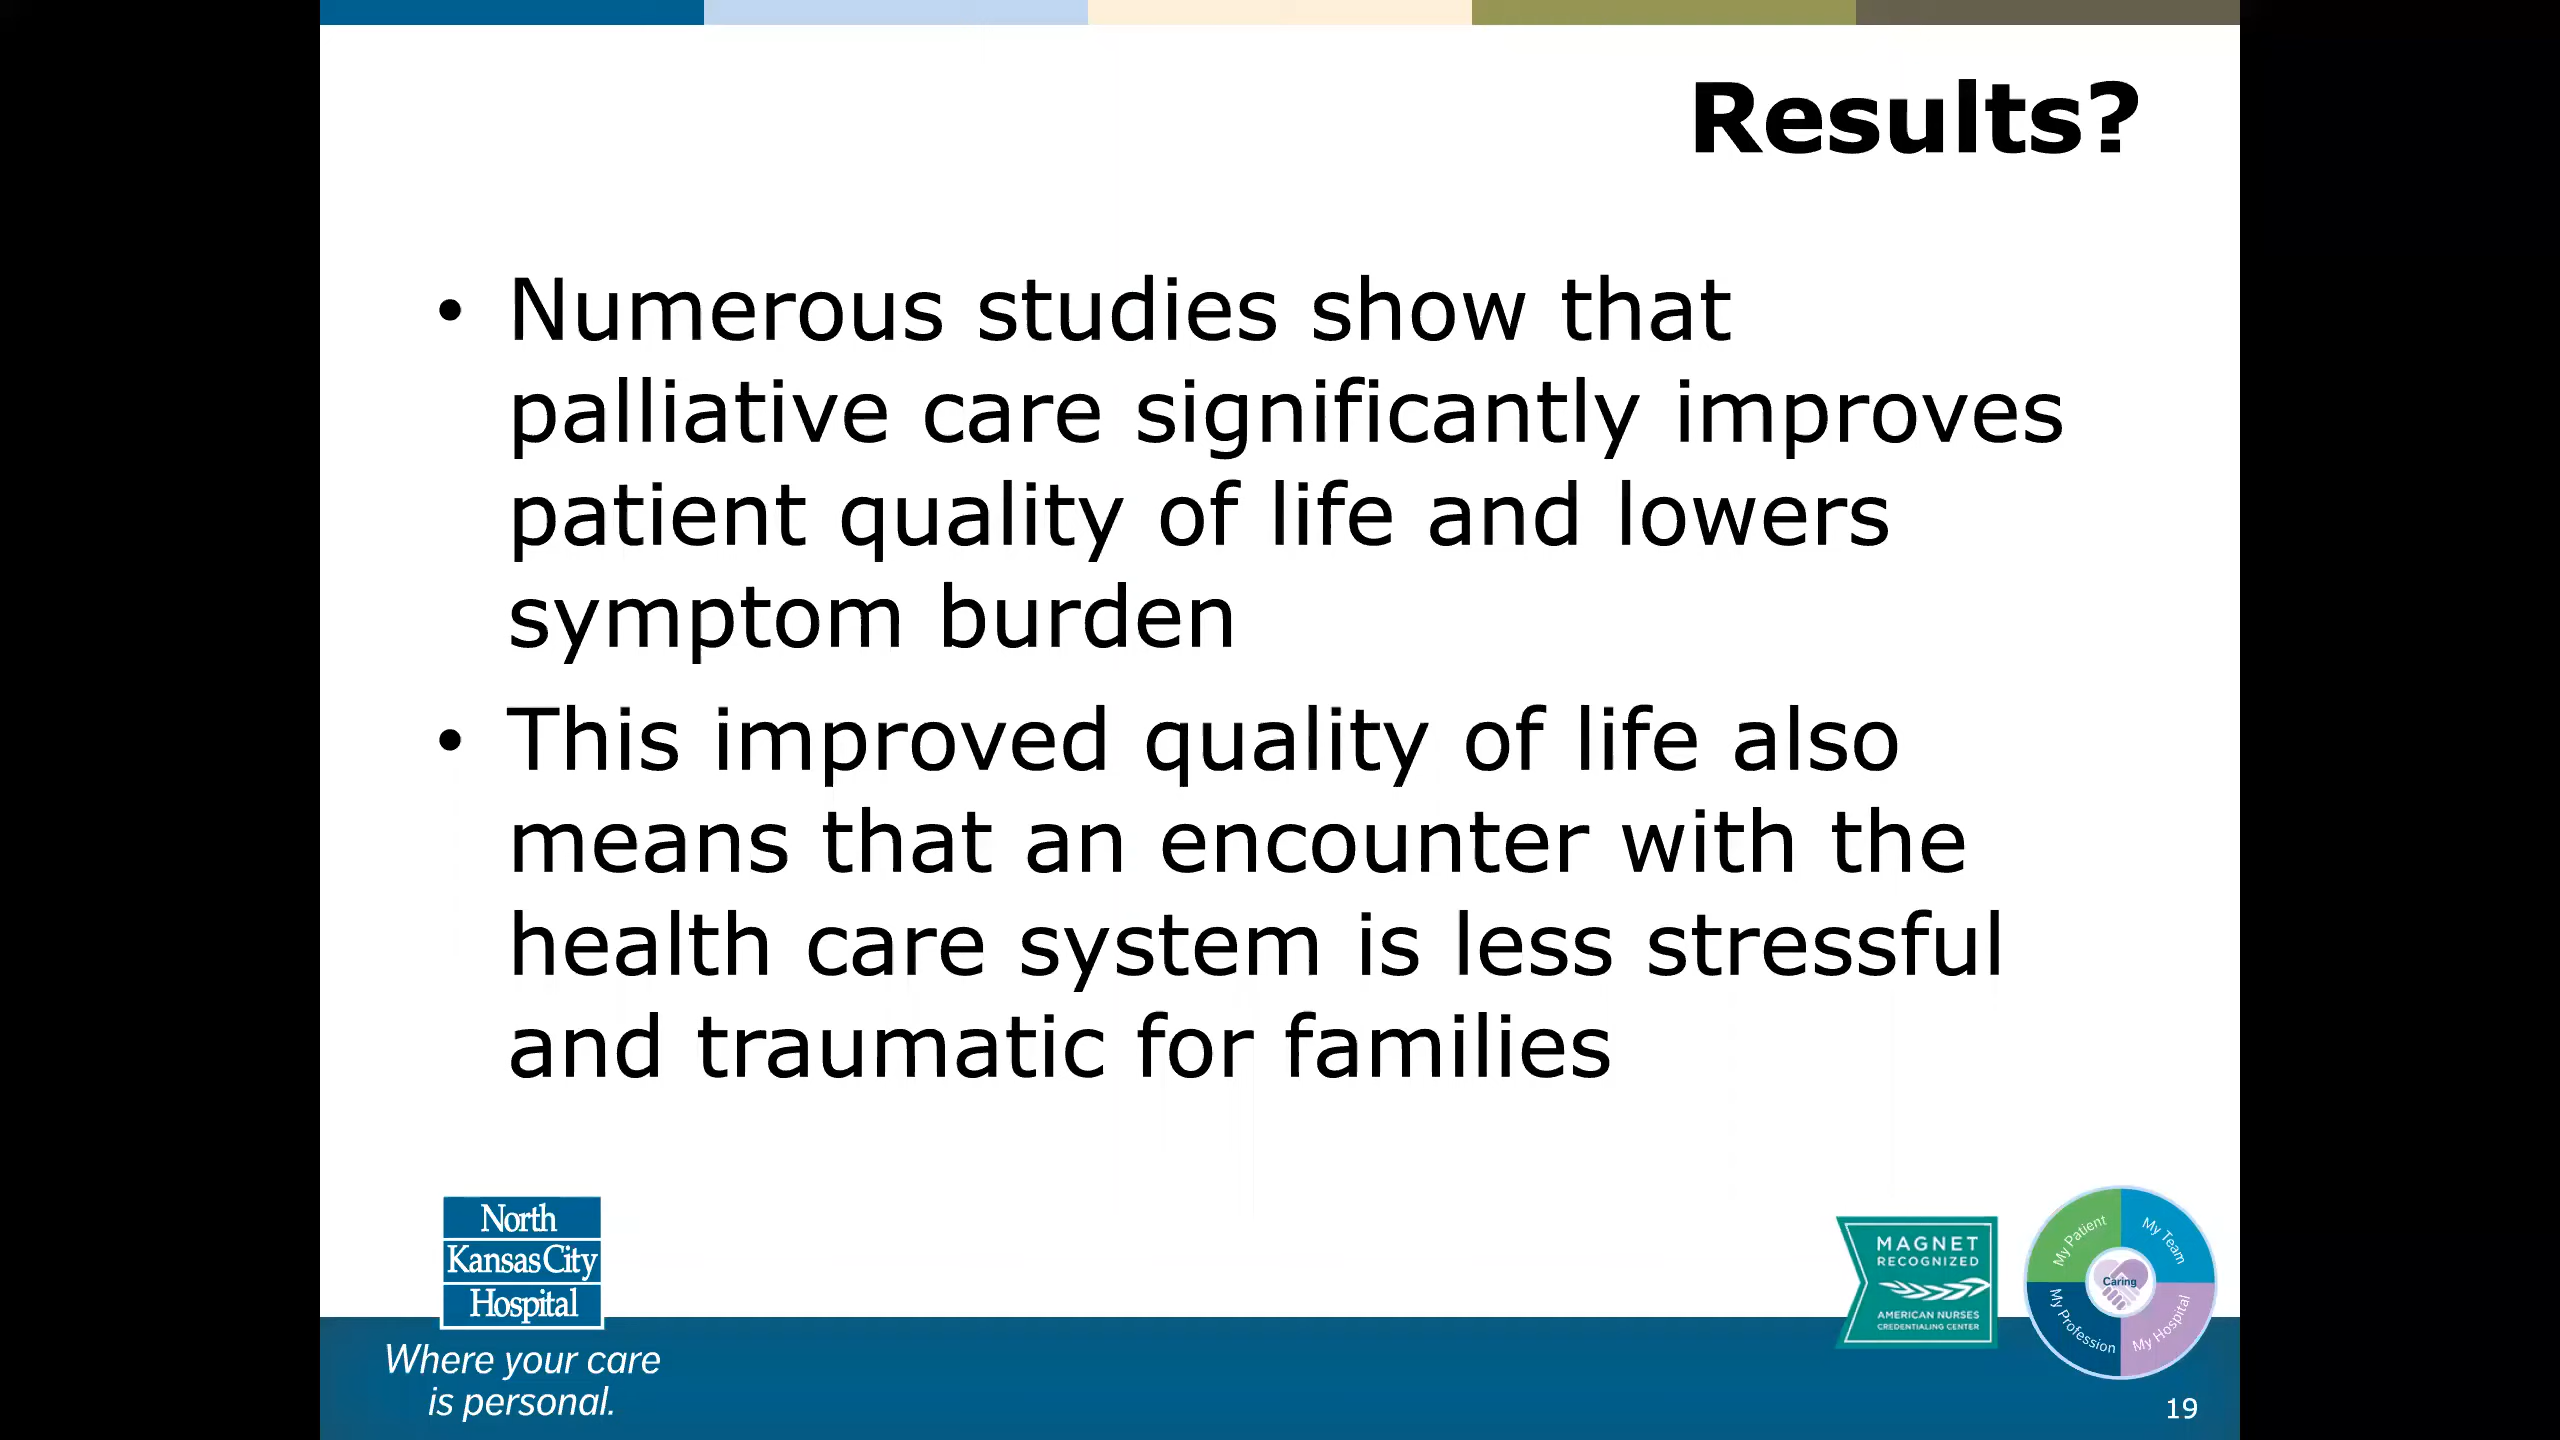 Results?
• Numerous studies show that
palliative care significantly improves
patient quality of life and lowers
symptom burden
• This improved quality of life also
means that an encounter with the
health care system is less stressful
and traumatic for families
North
Kansas City
Hospital
Where your care
is personal.
MAGNET
RECOGNIZED
AMERICAN NURSES
CREDENTIALING CENTER
My Patient
My Team
Caring
My Profession
My Hospital
19